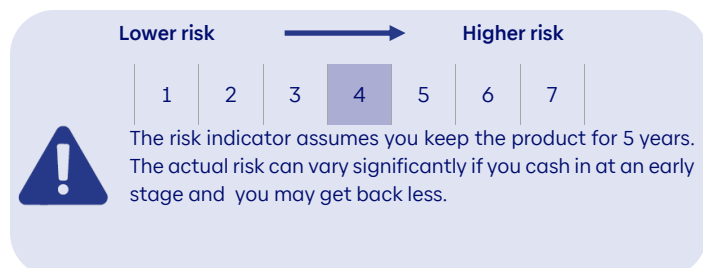 Lower risk Higher risk
1 2 3 4 5 6 7
The risk indicator assumes you keep the product for 5 years.
The actual risk can vary significantly if you cash in at an early
stage and  you may get back less.